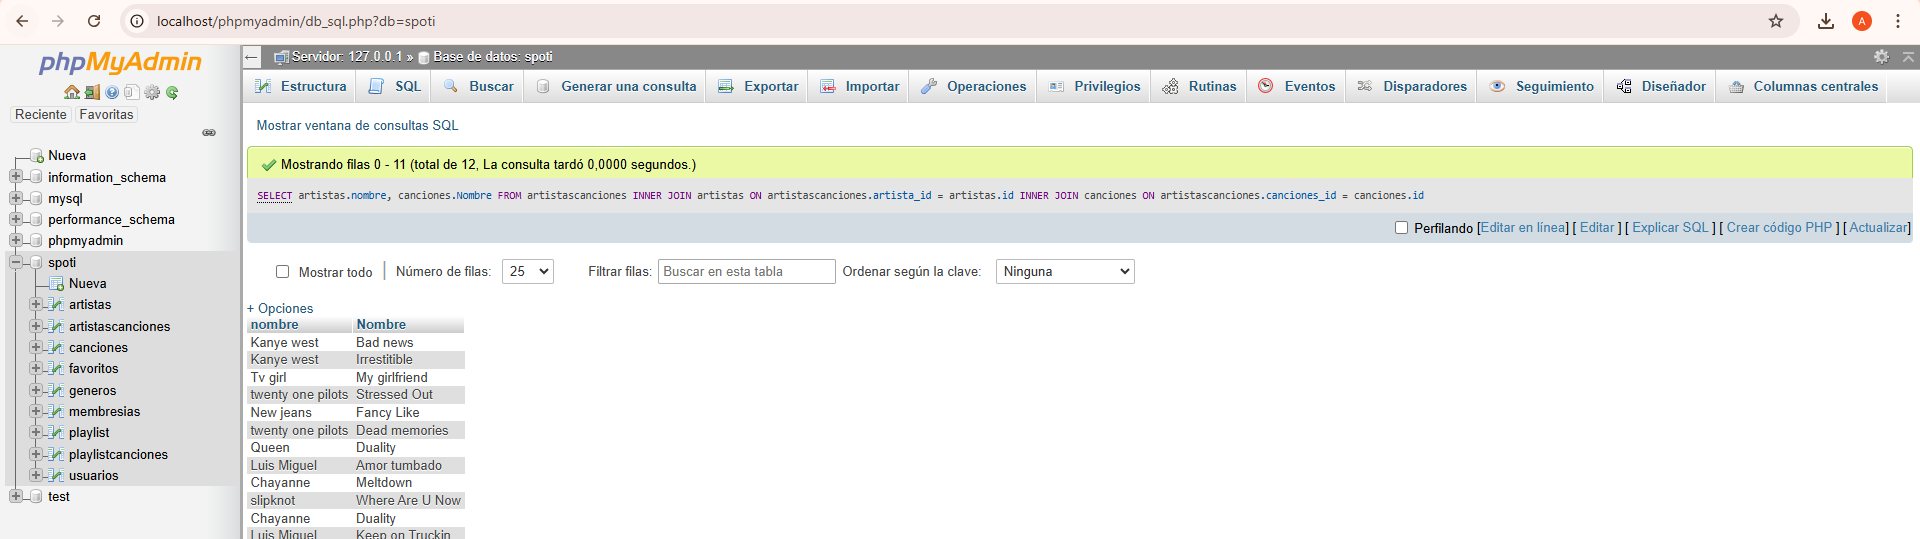 localhost/phpmyadmin/db_sql.php?db=spoti
A
phpMyAdmin
Reciente Favoritas
Nueva
information_schema
mysql
performance_schema
phpmyadmin
spoti
Nueva
artistas
artistascanciones
canciones
favoritos
generos
membresias
playlist
playlistcanciones
usuarios
test
Servidor: 127.0.0.1 » Base de datos: spoti
Estructura SQL Buscar Generar una consulta Exportar Importar Operaciones Privilegios Rutinas Eventos Disparadores Seguimiento Diseñador Columnas centrales
Mostrar ventana de consultas SQL
Mostrando filas 0 - 11 (total de 12, La consulta tardó 0,0000 segundos.)
SELECT artistas.nombre, canciones.Nombre FROM artistascanciones INNER JOIN artistas ON artistascanciones.artista_id = artistas.id INNER JOIN canciones ON artistascanciones.canciones_id = canciones.id
Perfilando [Editar en línea] [ Editar ] [ Explicar SQL ] [ Crear código PHP ] [ Actualizar]
Mostrar todo | Número de filas: 25 Filtrar filas: Buscar en esta tabla Ordenar según la clave: Ninguna
+ Opciones
nombre Nombre
Kanye west Bad news
Kanye west Irrestitible
Tv girl My girlfriend
twenty one pilots Stressed Out
New jeans Fancy Like
twenty one pilots Dead memories
Queen Duality
Luis Miguel Amor tumbado
Chayanne Meltdown
slipknot Where Are U Now
Chayanne Duality
Luis Miguel Keep on Truckin